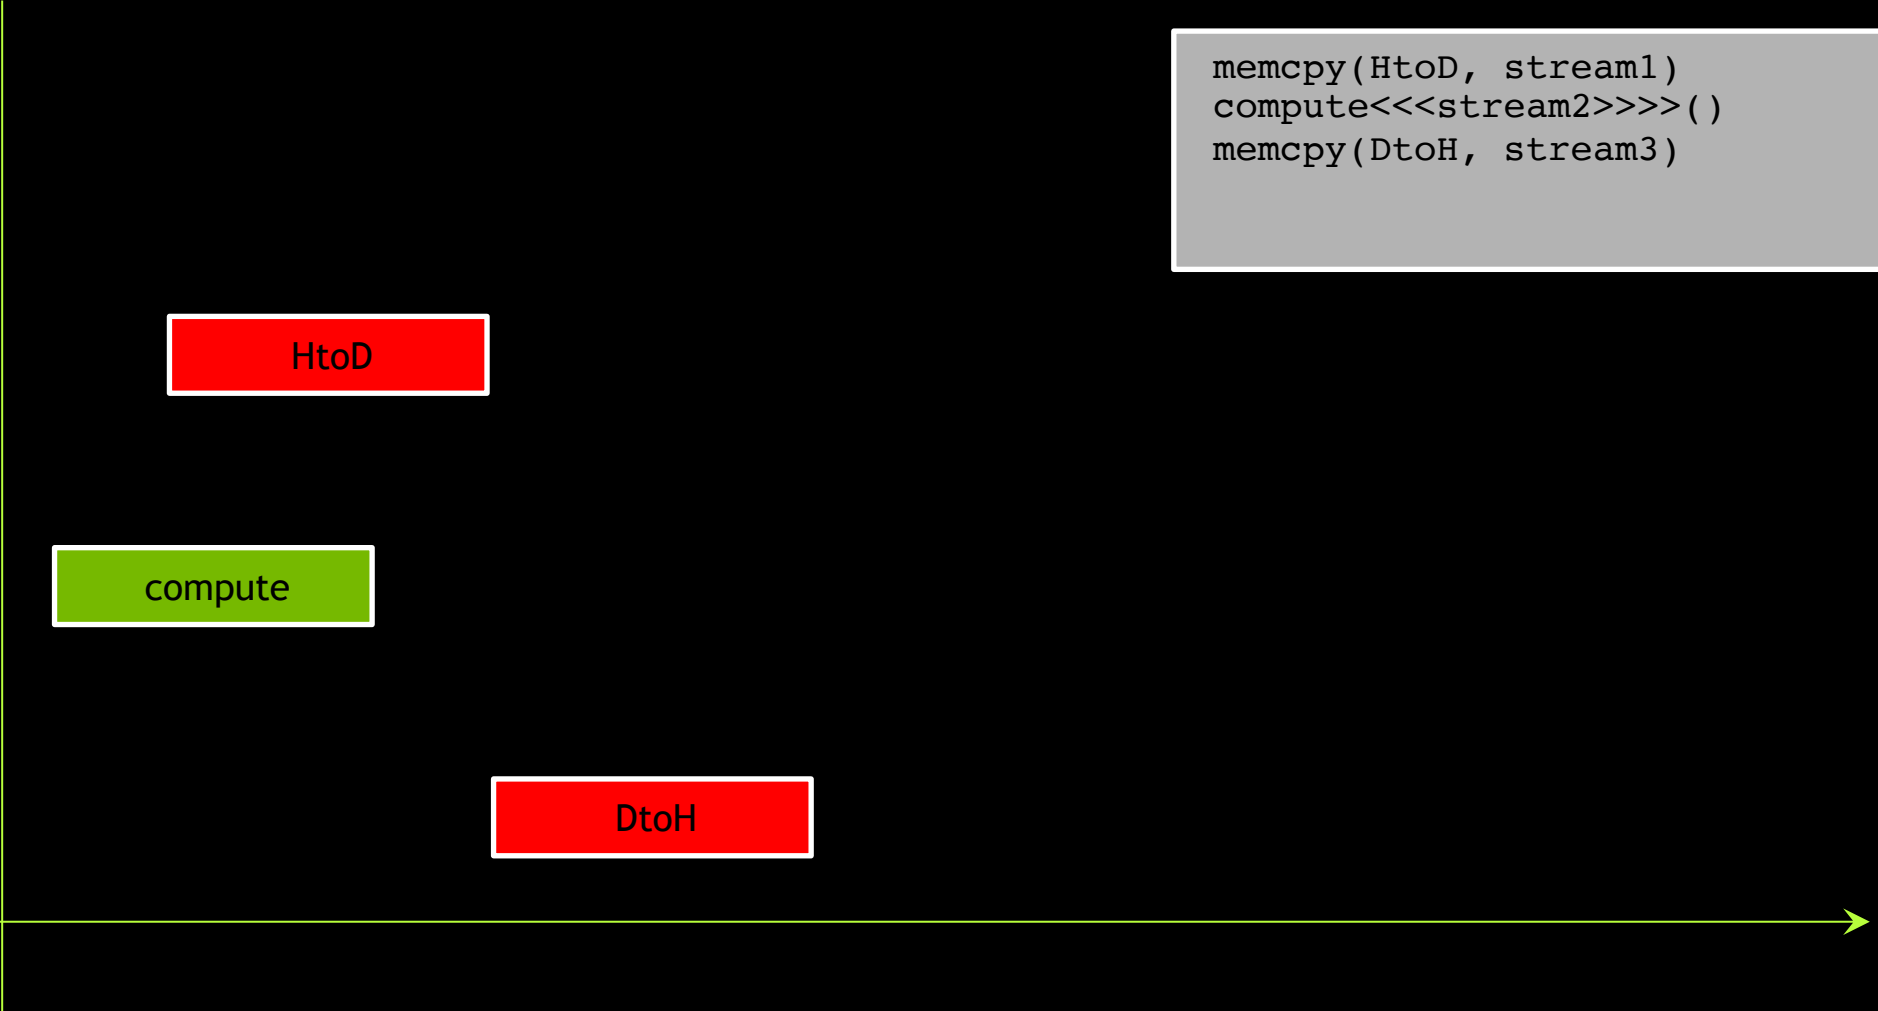 memcpy(HtoD, stream1)
compute<<<stream2>>>>()
memcpy(DtoH, stream3)
HtoD
compute
DtoH